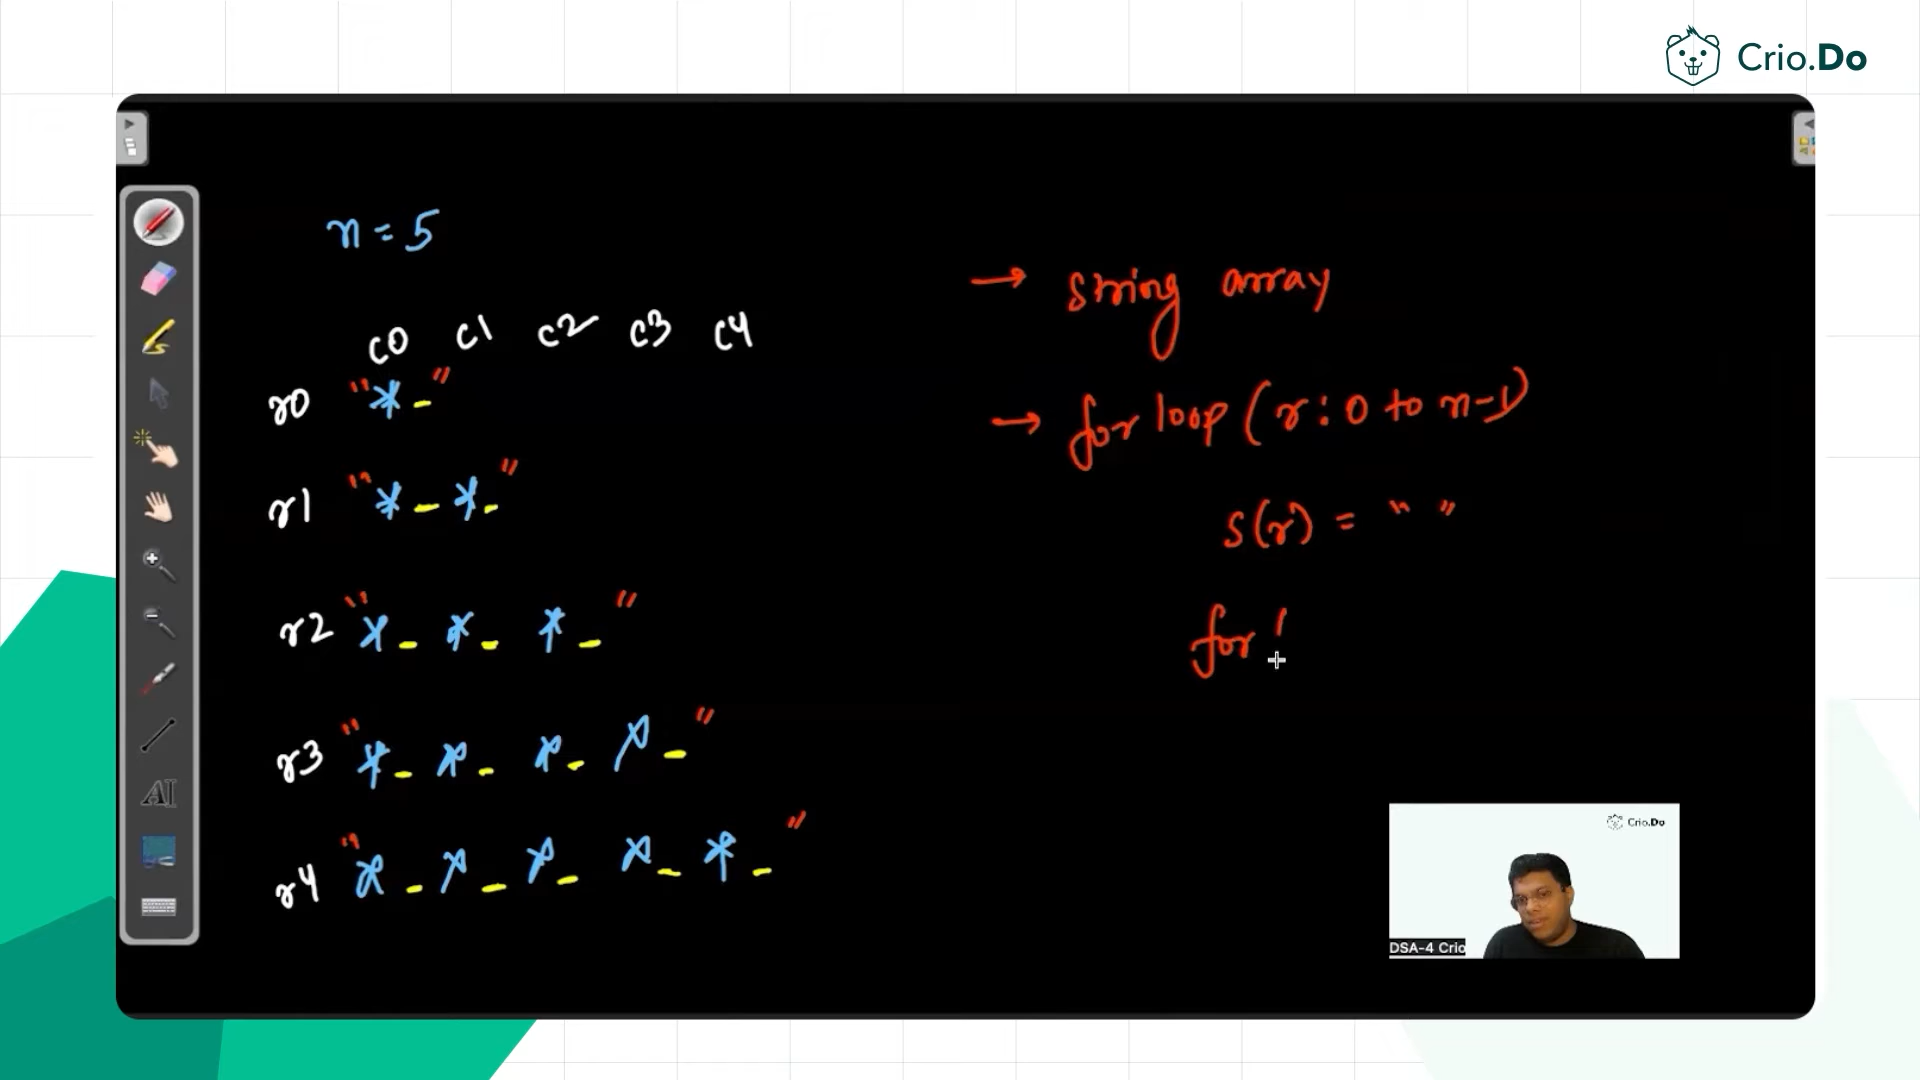 Crio.Do
n = 5
→ string array
c0 c1 c2 c3 c4
r0 "*_"
→ for loop (r : 0 to n-1)
r1 "*_*_"
s(r) = " "
r2 "*_*_*_"
for
r3 "*_*_*_*_"
r4 "*_*_*_*_*_"
AI
Crio.Do
DSA-4 Crio